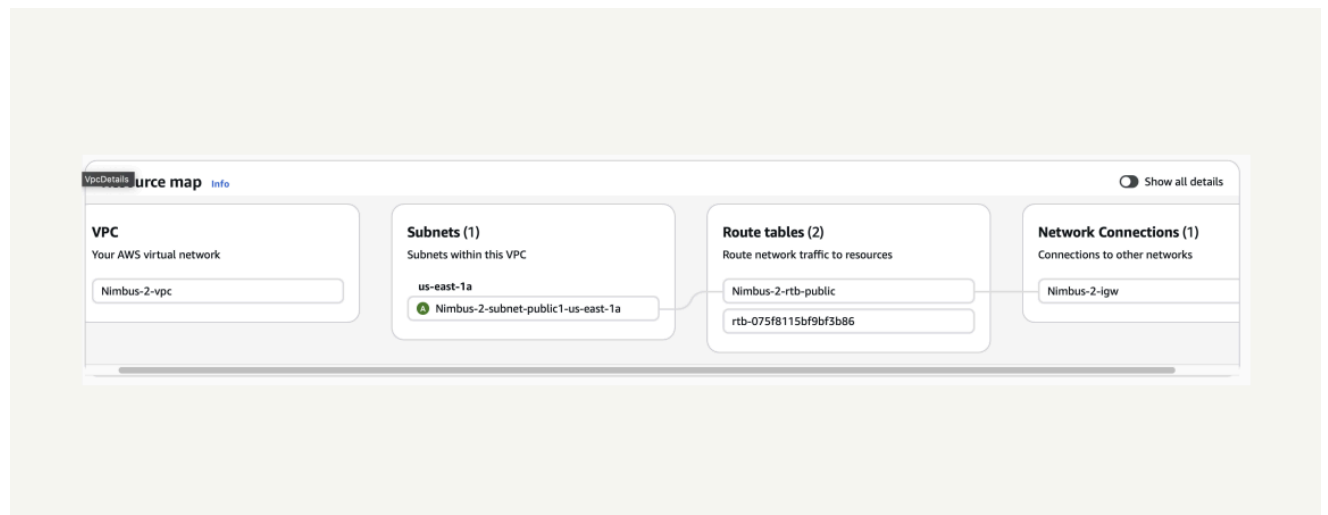 VpcDetails
urce map Info
Show all details
VPC
Your AWS virtual network
Nimbus-2-vpc
Subnets (1)
Subnets within this VPC
us-east-1a
A Nimbus-2-subnet-public1-us-east-1a
Route tables (2)
Route network traffic to resources
Nimbus-2-rtb-public
rtb-075f8115bf9bf3b86
Network Connections (1)
Connections to other networks
Nimbus-2-igw